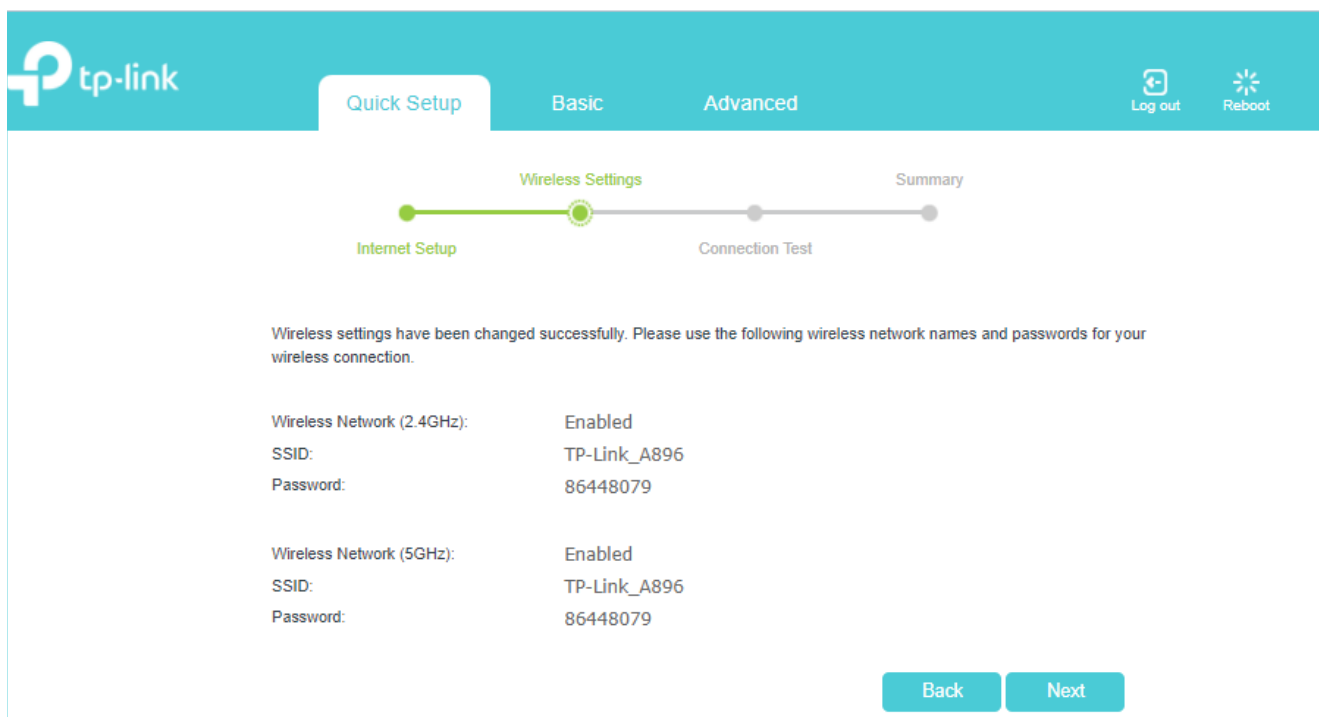 tp-link
Quick Setup Basic Advanced
Log out Reboot
Wireless Settings Summary
Internet Setup Connection Test
Wireless settings have been changed successfully. Please use the following wireless network names and passwords for your
wireless connection.
Wireless Network (2.4GHz): Enabled
SSID: TP-Link_A896
Password: 86448079
Wireless Network (5GHz): Enabled
SSID: TP-Link_A896
Password: 86448079
Back Next